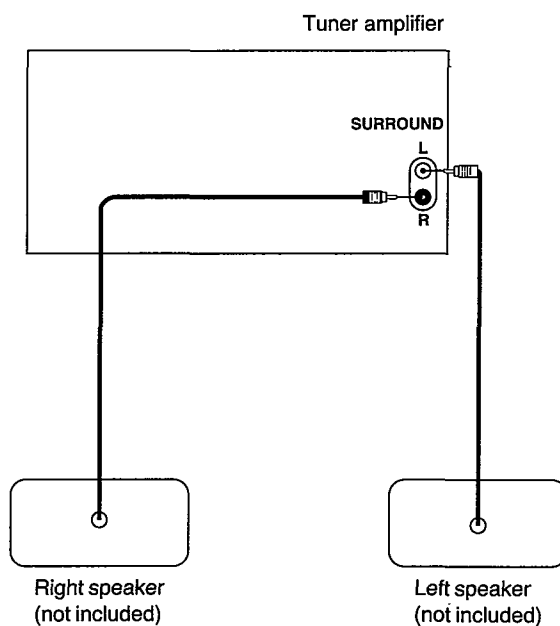 Tuner amplifier
SURROUND
L
R
Right speaker
(not included)
Left speaker
(not included)